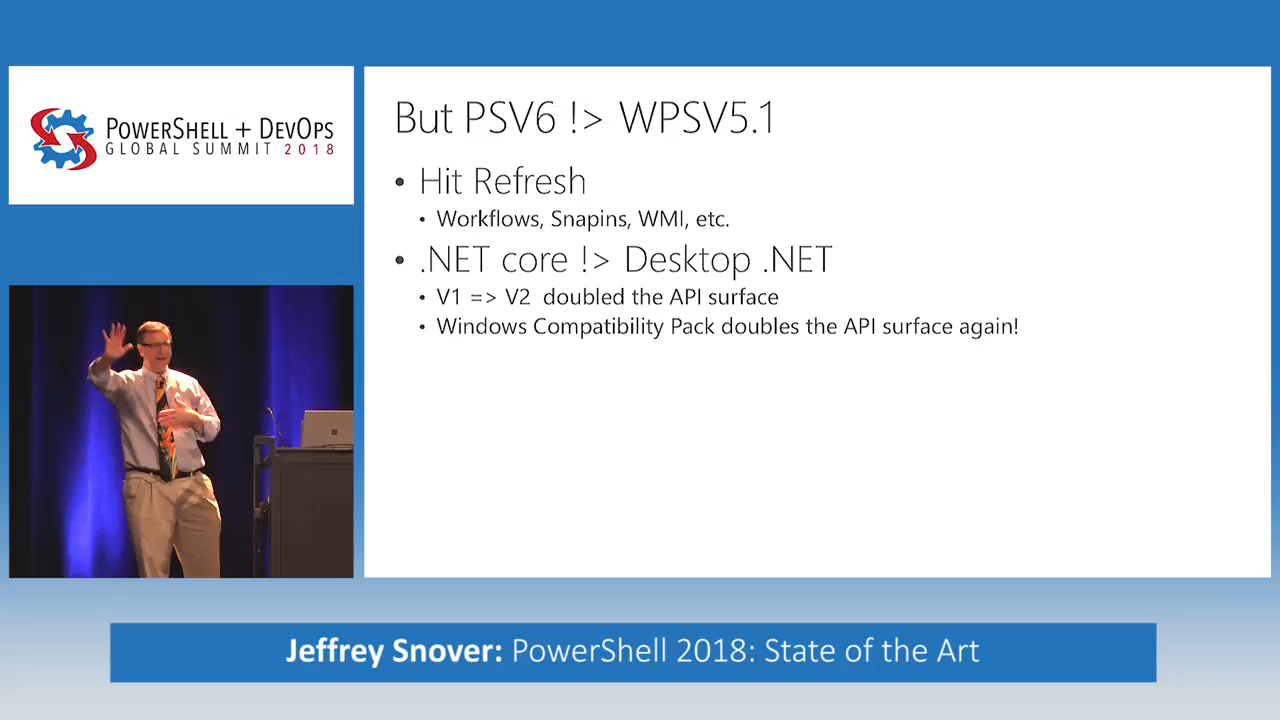 POWERSHELL + DEVOPS
GLOBAL SUMMIT 2018
But PSV6 !> WPSV5.1
• Hit Refresh
• Workflows, Snapins, WMI, etc.
• .NET core !> Desktop .NET
• V1 => V2 doubled the API surface
• Windows Compatibility Pack doubles the API surface again!
Jeffrey Snover: PowerShell 2018: State of the Art